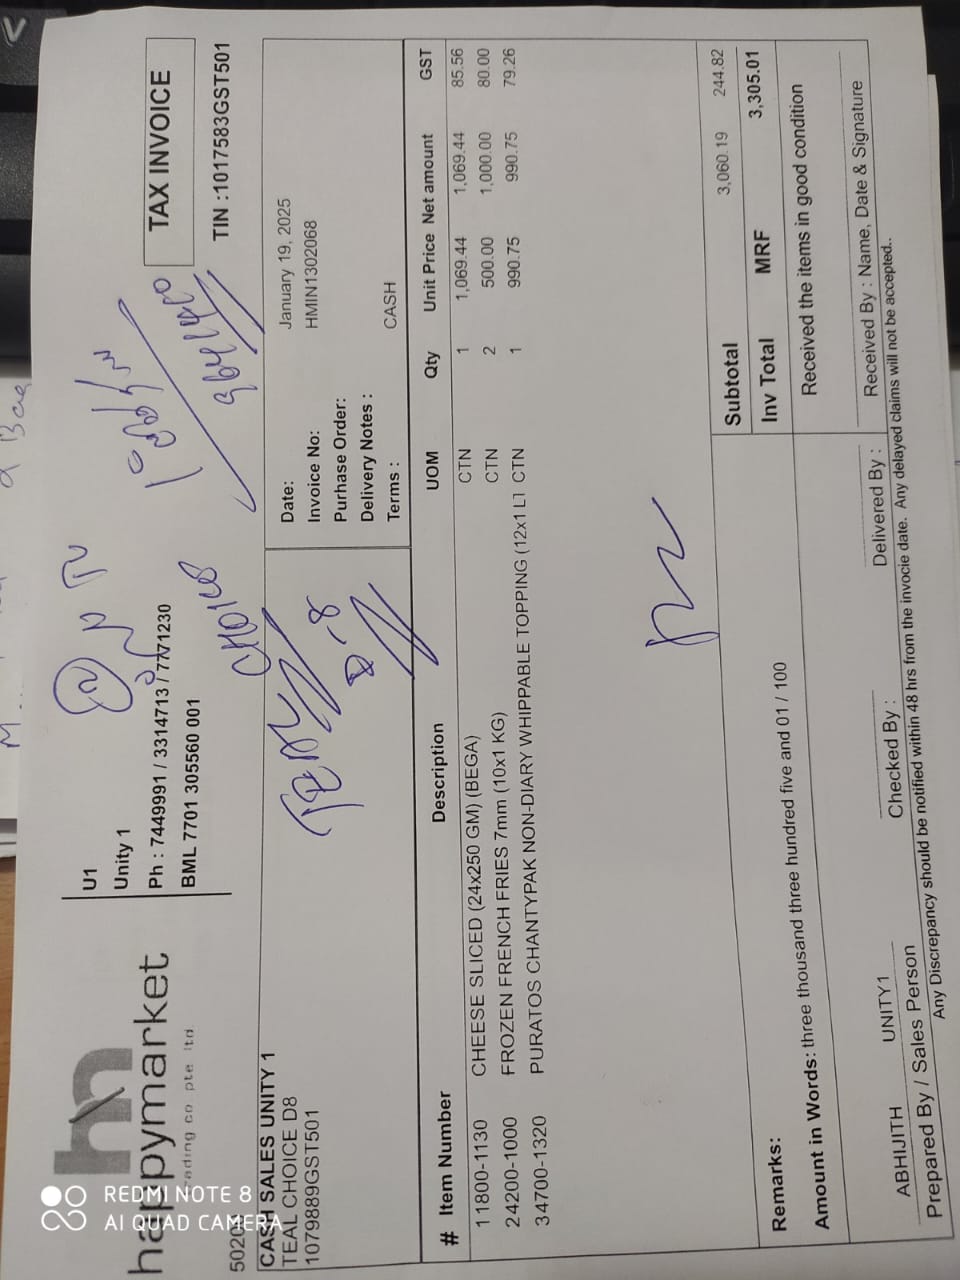 M
a Bag
REDMI NOTE 8
AI QUAD CAMERA
hm
happymarket
trading co. pte. ltd.
U1
Unity 1
Ph : 7449991 / 3314713 / 7771230
BML 7701 305560 001
2
TAX INVOICE
TIN :1017583GST501
9641410
TEAL CHOICE
D-8
CASH SALES UNITY 1
TEAL CHOICE D8
1079889GST501
Date: January 19, 2025
Invoice No: HMIN1302068
Purhase Order:
Delivery Notes :
Terms : CASH
# Item Number Description UOM Qty Unit Price Net amount GST
1 1800-1130 CHEESE SLICED (24x250 GM) (BEGA) CTN 1 1,069.44 1,069.44 85.56
2 4200-1000 FROZEN FRENCH FRIES 7mm (10x1 KG) CTN 2 500.00 1,000.00 80.00
3 4700-1320 PURATOS CHANTYPAK NON-DIARY WHIPPABLE TOPPING (12x1 LT CTN 1 990.75 990.75 79.26
Subtotal 3,060.19 244.82
Inv Total MRF 3,305.01
Remarks:
Amount in Words: three thousand three hundred five and 01 / 100
Received the items in good condition
ABHIJITH UNITY1
Prepared By / Sales Person
Checked By :
Delivered By :
Received By : Name, Date & Signature
Any Discrepancy should be notified within 48 hrs from the invocie date. Any delayed claims will not be accepted..